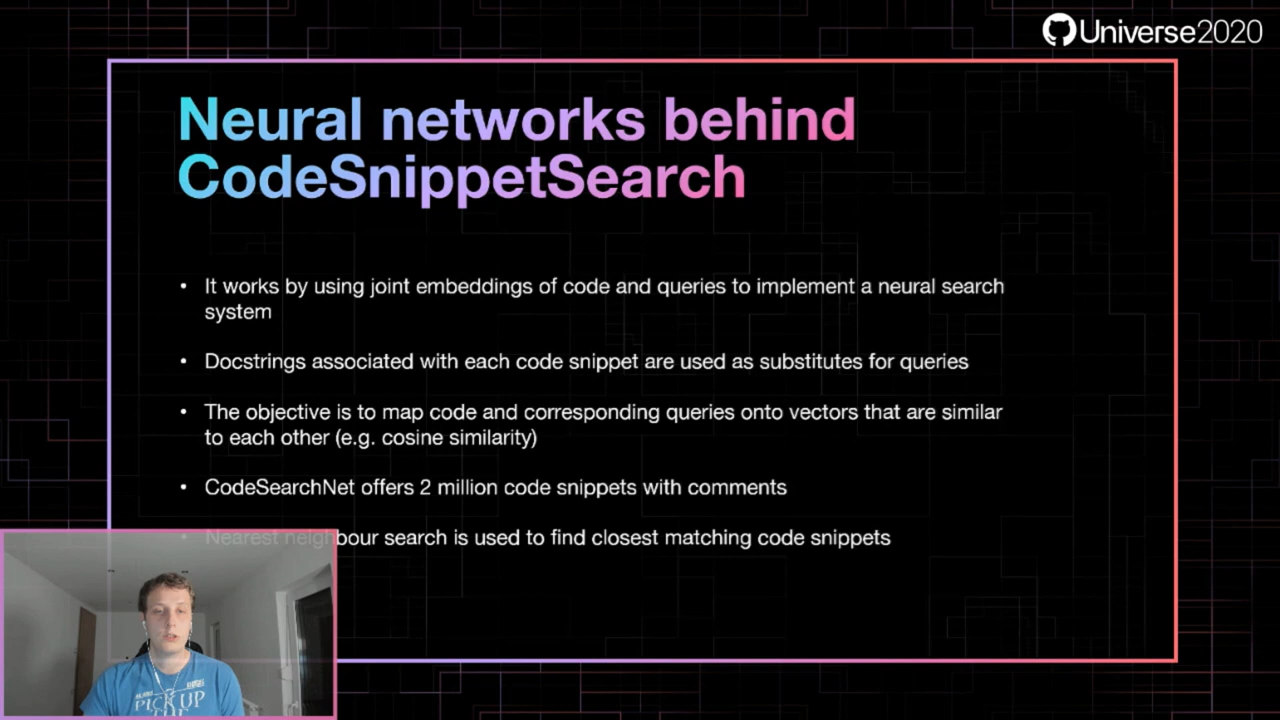 Universe2020
Neural networks behind
CodeSnippetSearch
• It works by using joint embeddings of code and queries to implement a neural search
system
• Docstrings associated with each code snippet are used as substitutes for queries
• The objective is to map code and corresponding queries onto vectors that are similar
to each other (e.g. cosine similarity)
• CodeSearchNet offers 2 million code snippets with comments
Nearest neighbour search is used to find closest matching code snippets
PICK UP